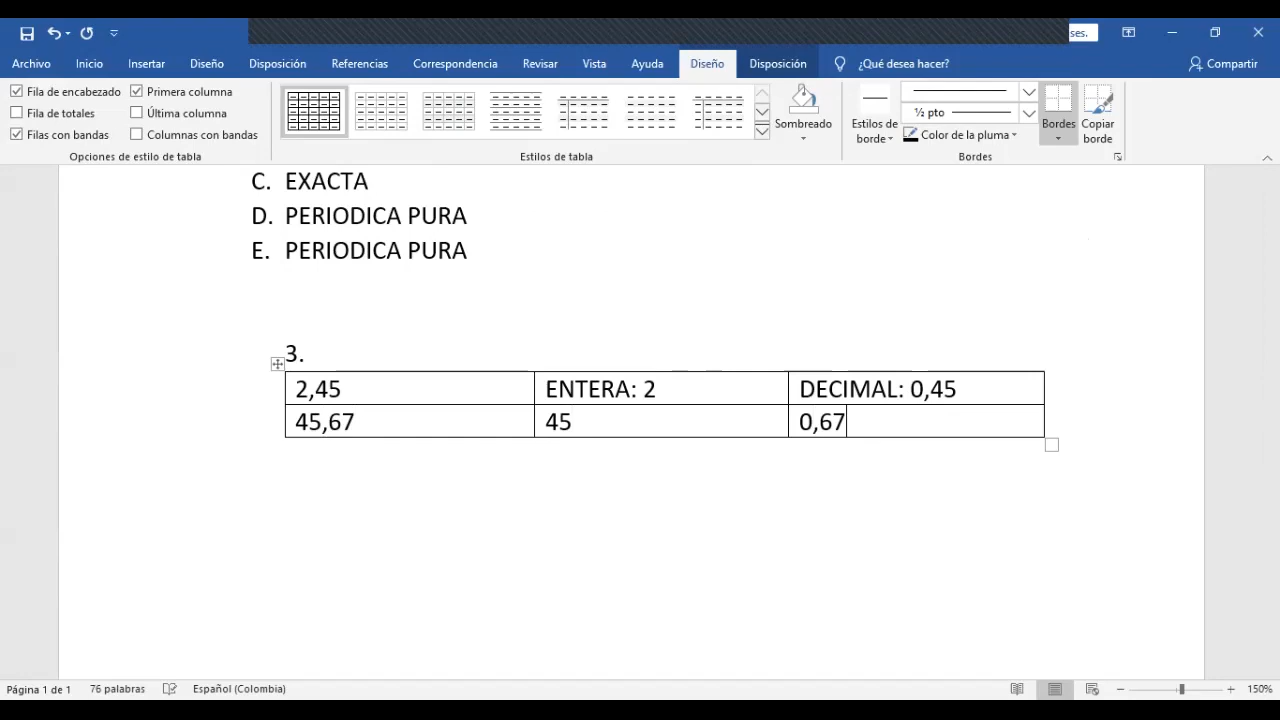 ses.
Archivo Inicio Insertar Diseño Disposición Referencias Correspondencia Revisar Vista Ayuda Diseño Disposición ¿Qué desea hacer? Compartir
Fila de encabezado Primera columna
Fila de totales Última columna
Filas con bandas Columnas con bandas
Opciones de estilo de tabla
Estilos de tabla
Sombreado
Estilos de borde
½ pto
Color de la pluma
Bordes
Copiar borde
Bordes
C. EXACTA
D. PERIODICA PURA
E. PERIODICA PURA
3.
2,45 ENTERA: 2 DECIMAL: 0,45
45,67 45 0,67
Página 1 de 1 76 palabras Español (Colombia) 150%